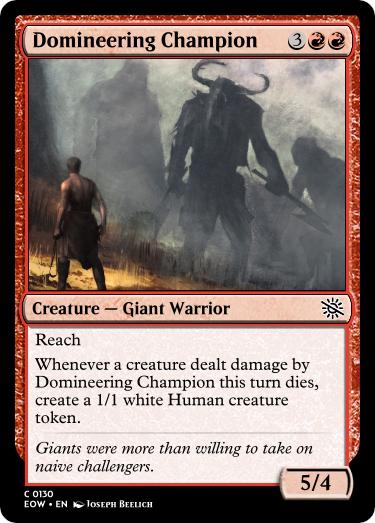 Domineering Champion 3
Creature — Giant Warrior
Reach
Whenever a creature dealt damage by
Domineering Champion this turn dies,
create a 1/1 white Human creature
token.
Giants were more than willing to take on
naive challengers.
5/4
C 0130
EOW • EN Joseph Beelich